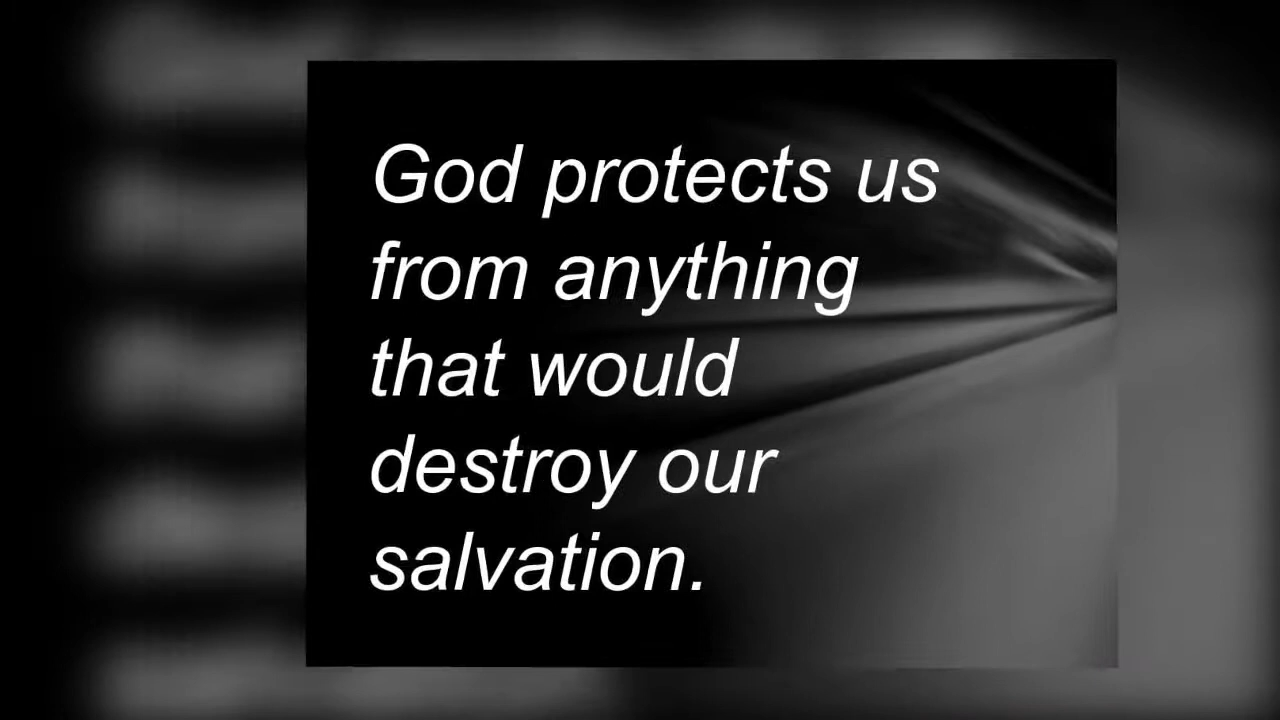 God protects us
from anything
that would
destroy our
salvation.